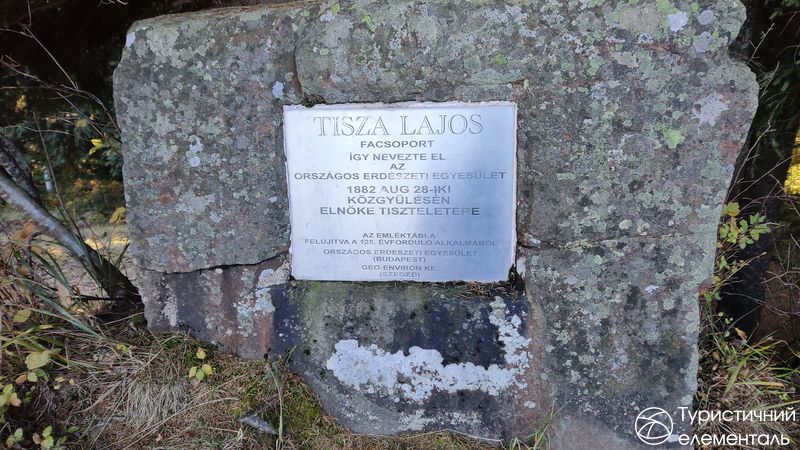 TISZA LAJOS
FACSOPORT
ÍGY NEVEZTE EL
AZ
ORSZÁGOS ERDÉSZETI EGYESÜLET
1882 AUG 28-IKI
KÖZGYŰLÉSÉN
ELNÖKE TISZTELETÉRE
AZ EMLÉKTÁBLA:
FELÚJÍTVA A 125. ÉVFORDULÓ ALKALMÁBÓL
ORSZÁGOS ERDÉSZETI EGYESÜLET
(BUDAPEST)
GEO-ENVIRON KE.
(SZEGED)
Туристичний
елементаль